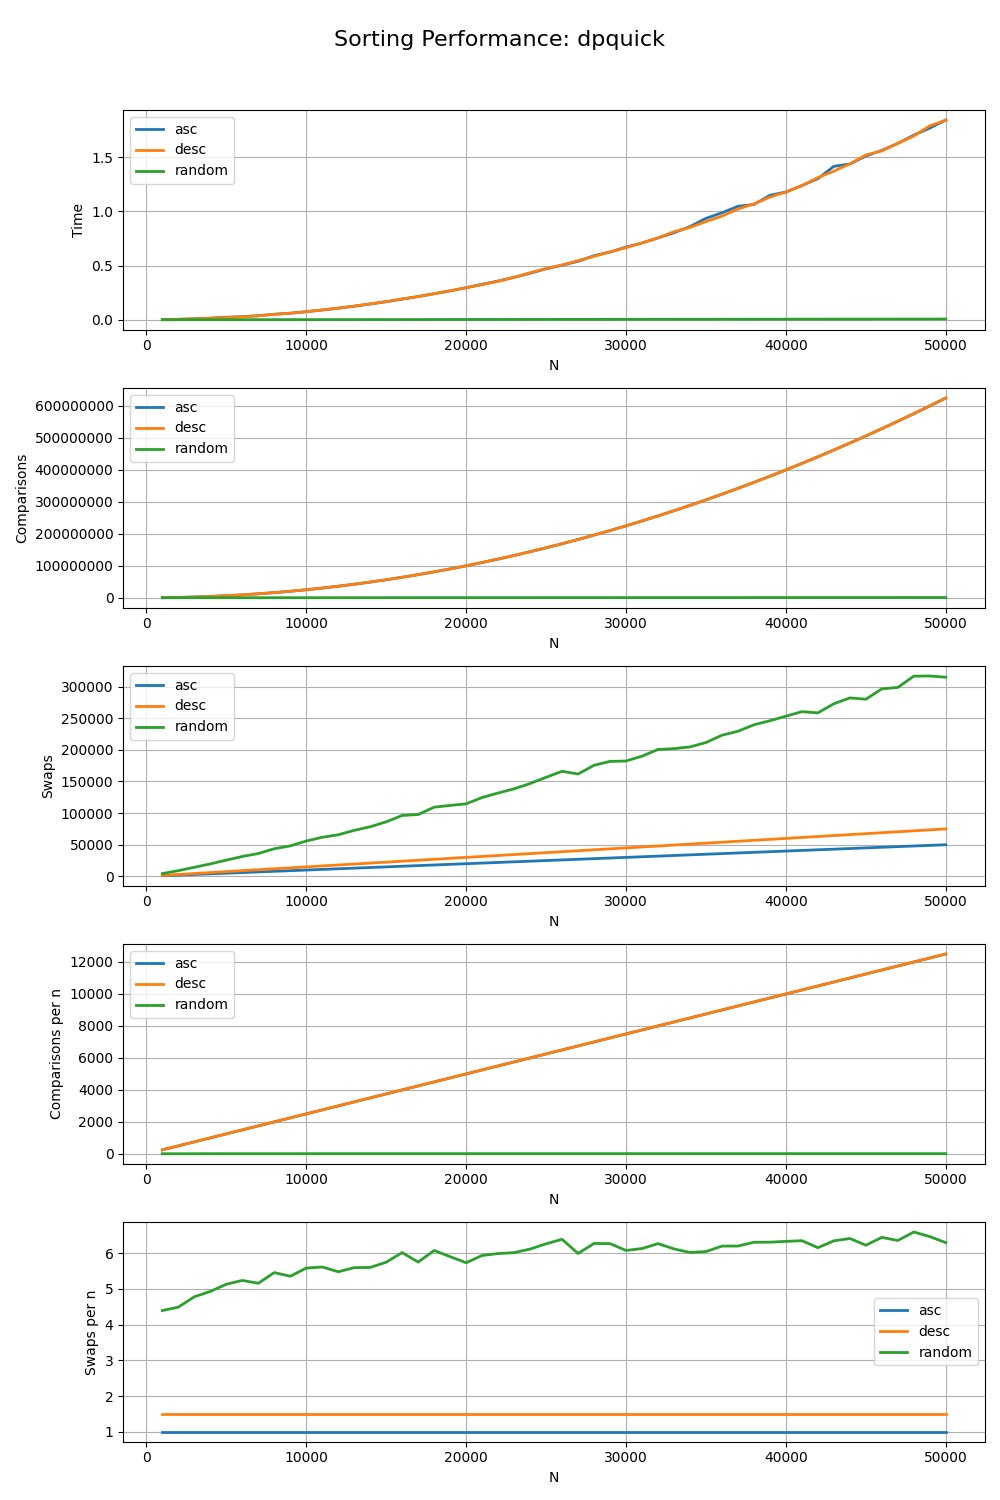 Sorting Performance: dpquick
asc
desc
random
Time
1.5
1.0
0.5
0.0
0 10000 20000 30000 40000 50000
N
asc
desc
random
Comparisons
600000000
500000000
400000000
300000000
200000000
100000000
0
0 10000 20000 30000 40000 50000
N
asc
desc
random
Swaps
300000
250000
200000
150000
100000
50000
0
0 10000 20000 30000 40000 50000
N
asc
desc
random
Comparisons per n
12000
10000
8000
6000
4000
2000
0
0 10000 20000 30000 40000 50000
N
Swaps per n
6
5
4
3
2
1
asc
desc
random
0 10000 20000 30000 40000 50000
N